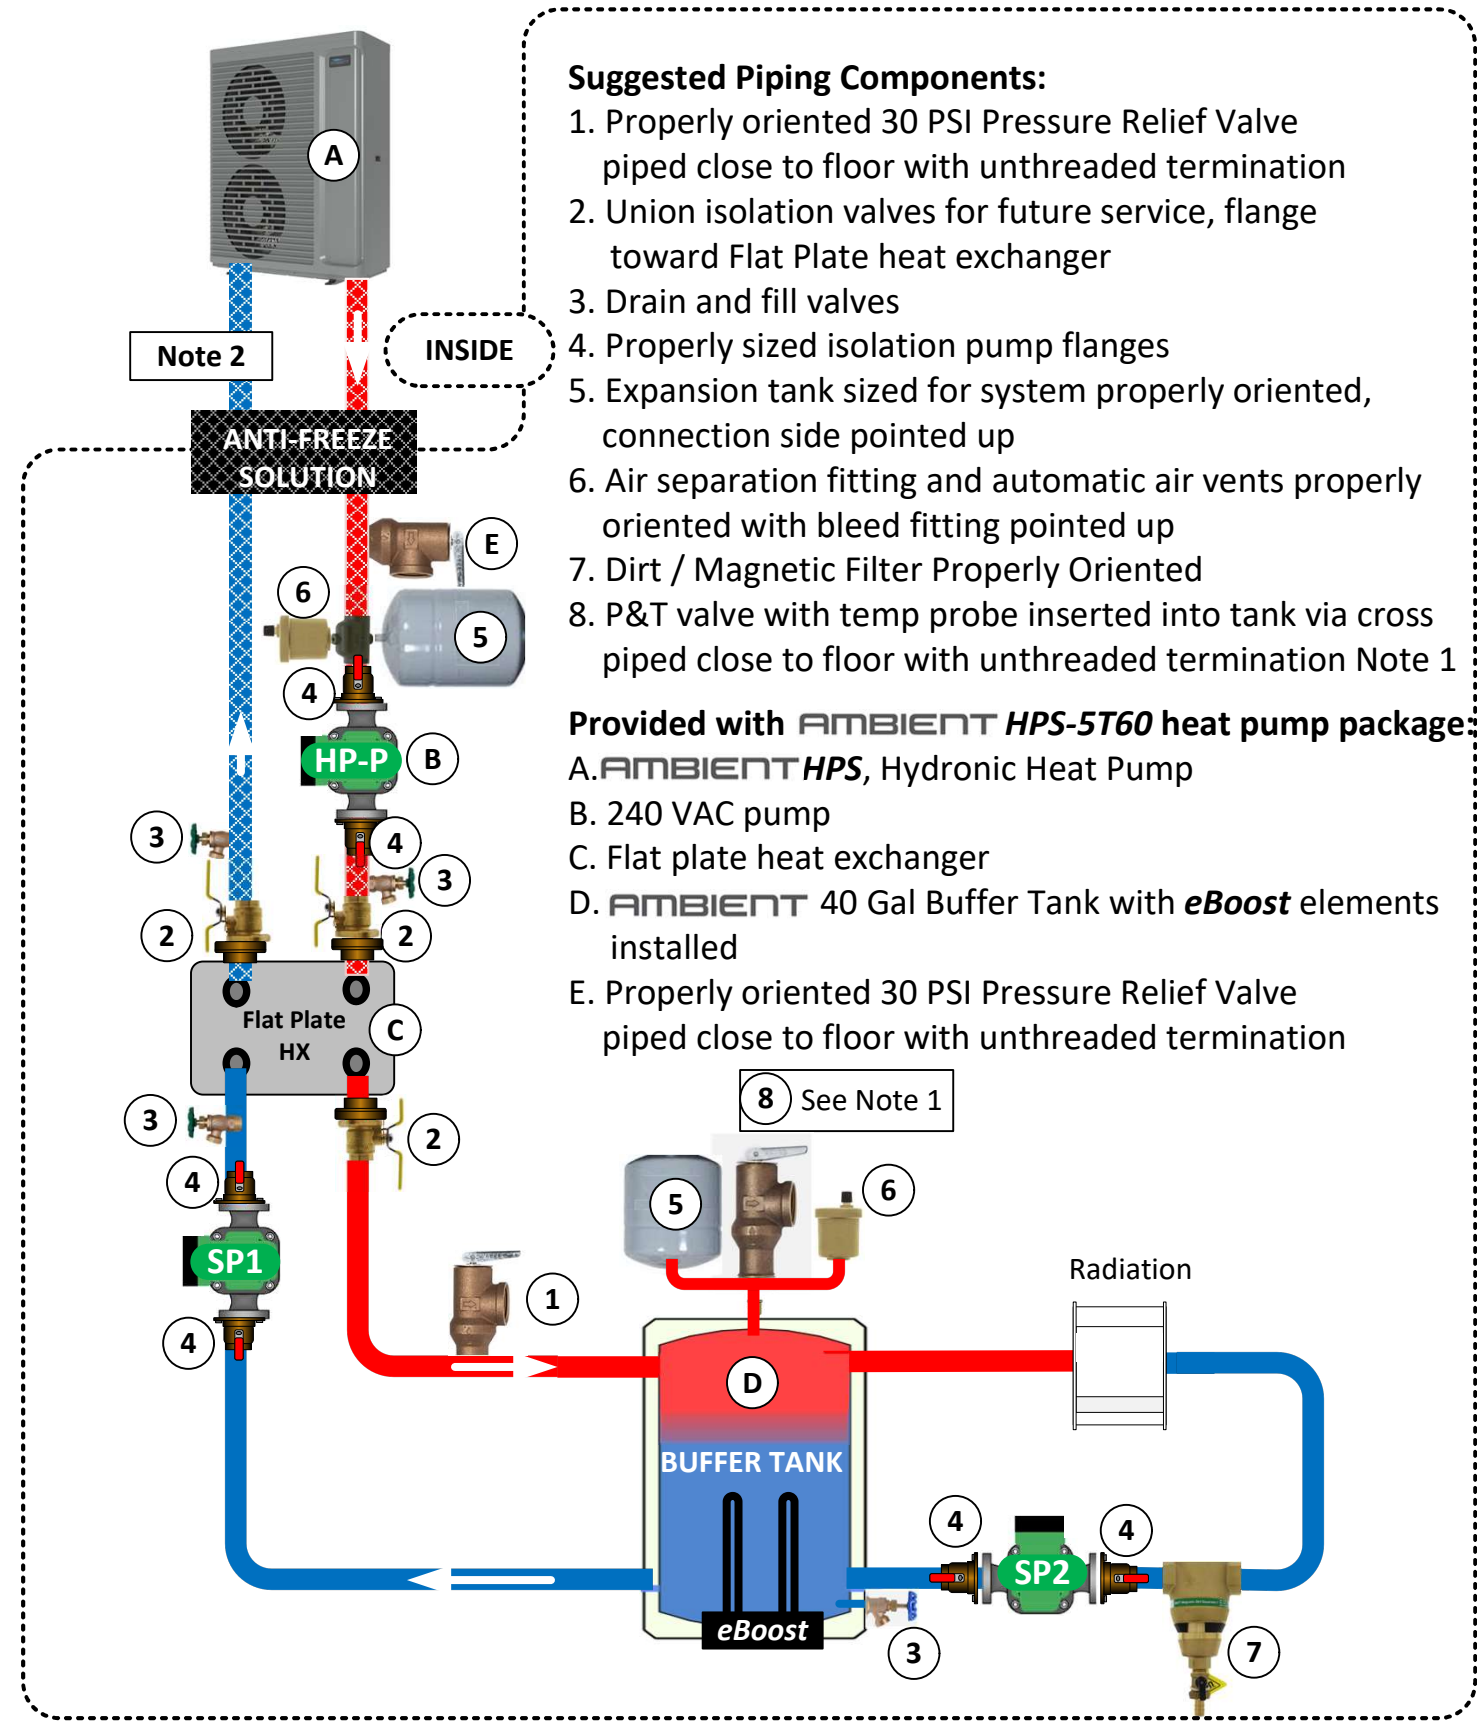 Suggested Piping Components:
1. Properly oriented 30 PSI Pressure Relief Valve
piped close to floor with unthreaded termination
2. Union isolation valves for future service, flange
toward Flat Plate heat exchanger
3. Drain and fill valves
4. Properly sized isolation pump flanges
5. Expansion tank sized for system properly oriented,
connection side pointed up
6. Air separation fitting and automatic air vents properly
oriented with bleed fitting pointed up
7. Dirt / Magnetic Filter Properly Oriented
8. P&T valve with temp probe inserted into tank via cross
piped close to floor with unthreaded termination Note 1
Provided with AMBIENT HPS-5T60 heat pump package:
A. AMBIENT HPS, Hydronic Heat Pump
B. 240 VAC pump
C. Flat plate heat exchanger
D. AMBIENT 40 Gal Buffer Tank with eBoost elements
installed
E. Properly oriented 30 PSI Pressure Relief Valve
piped close to floor with unthreaded termination
A
Note 2
INSIDE
ANTI-FREEZE
SOLUTION
E
6
5
4
HP-P
B
3
4
3
2
2
Flat Plate
HX
C
3
2
4
SP1
4
1
8 See Note 1
5
6
Radiation
D
BUFFER TANK
eBoost
4
4
SP2
3
7